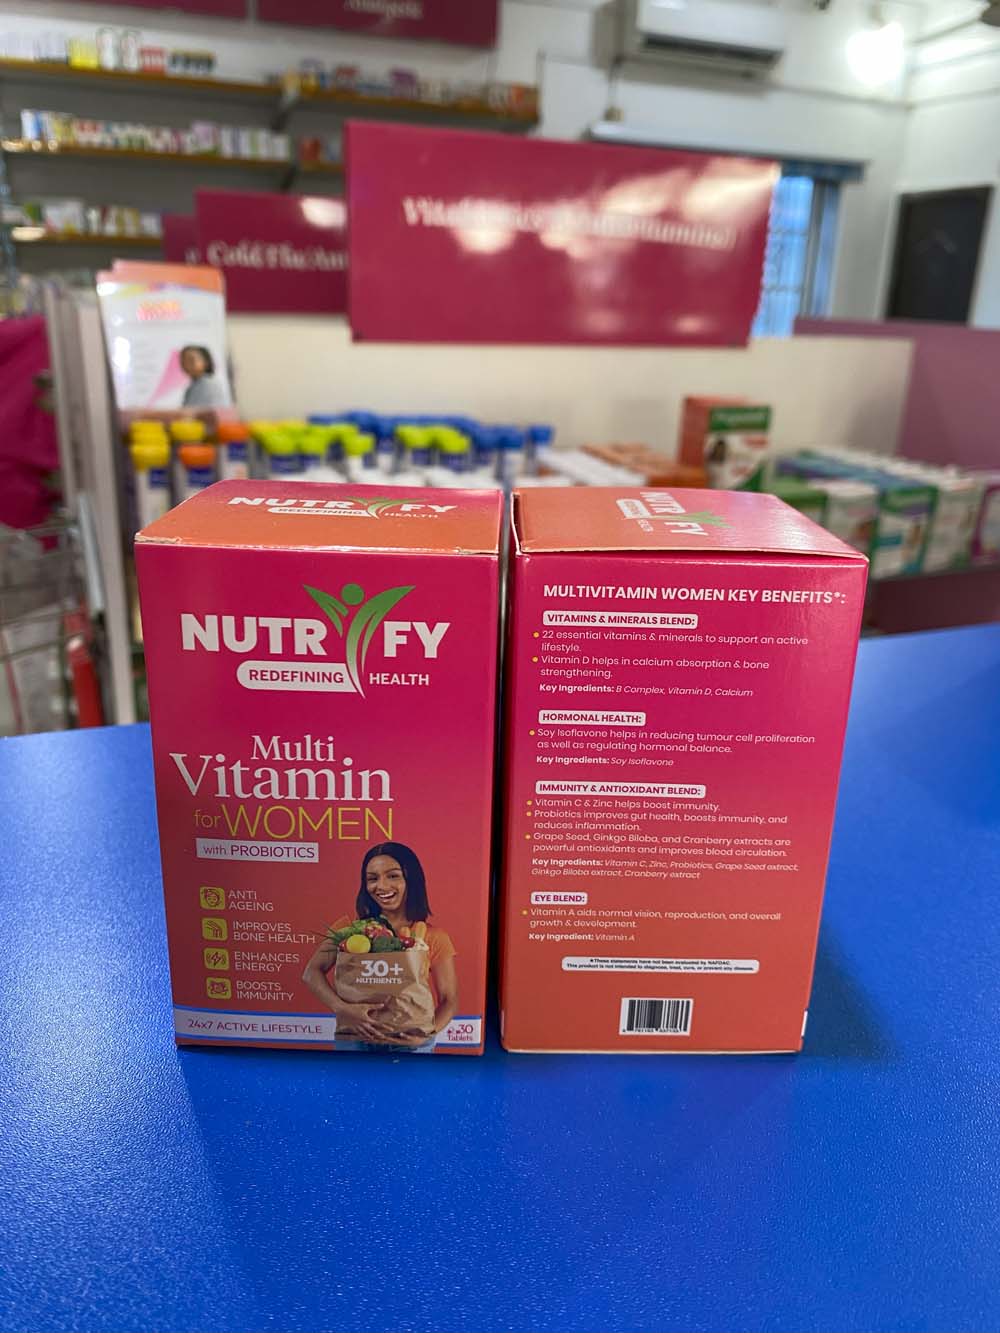 Cold Flu An
NUTRIFY
REDEFINING HEALTH
NUTRIFY
REDEFINING HEALTH
Multi
Vitamin
for WOMEN
with PROBIOTICS
ANTI
AGEING
IMPROVES
BONE HEALTH
ENHANCES
ENERGY
BOOSTS
IMMUNITY
30+
NUTRIENTS
24x7 ACTIVE LIFESTYLE
30
Tablets
NUTRIFY
HEALTH
MULTIVITAMIN WOMEN KEY BENEFITS*:
VITAMINS & MINERALS BLEND:
22 essential vitamins & minerals to support an active
lifestyle.
Vitamin D helps in calcium absorption & bone
strengthening.
Key Ingredients: B Complex, Vitamin D, Calcium
HORMONAL HEALTH:
Soy Isoflavone helps in reducing tumour cell proliferation
as well as regulating hormonal balance.
Key Ingredients: Soy Isoflavone
IMMUNITY & ANTIOXIDANT BLEND:
Vitamin C & Zinc helps boost immunity.
Probiotics improves gut health, boosts immunity, and
reduces inflammation.
Grape Seed, Ginkgo Biloba, and Cranberry extracts are
powerful antioxidants and improves blood circulation.
Key Ingredients: Vitamin C, Zinc, Probiotics, Grape Seed extract,
Ginkgo Biloba extract, Cranberry extract
EYE BLEND:
Vitamin A aids normal vision, reproduction, and overall
growth & development.
Key Ingredient: Vitamin A
*These statements have not been evaluated by NAFDAC.
This product is not intended to diagnose, treat, cure, or prevent any disease.